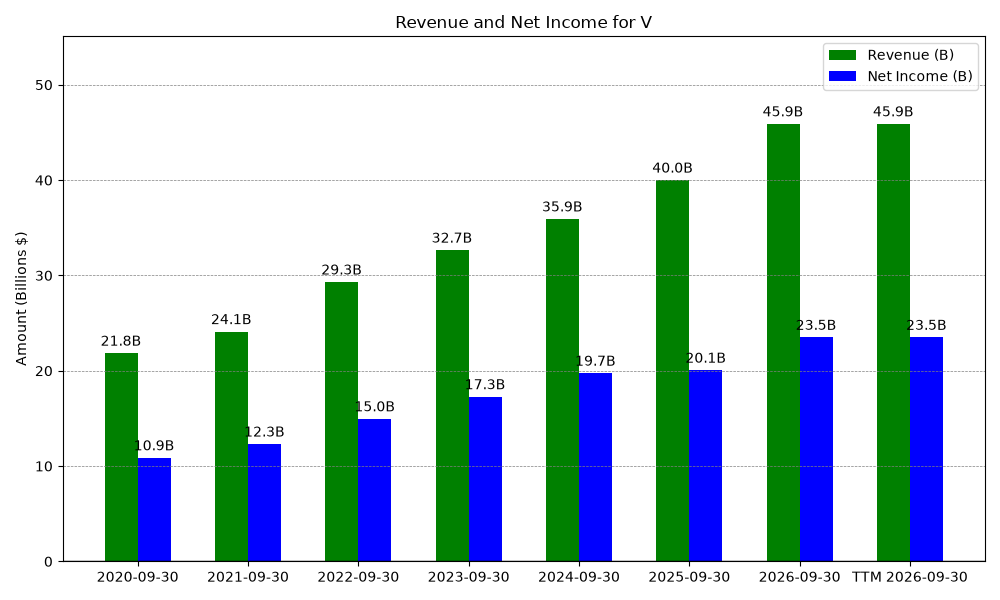 Revenue and Net Income for V
Revenue (B)
Net Income (B)
Amount (Billions $)
50
40
30
20
10
0
21.8B
10.9B
24.1B
12.3B
29.3B
15.0B
32.7B
17.3B
35.9B
19.7B
40.0B
20.1B
45.9B
23.5B
45.9B
23.5B
2020-09-30
2021-09-30
2022-09-30
2023-09-30
2024-09-30
2025-09-30
2026-09-30
TTM 2026-09-30